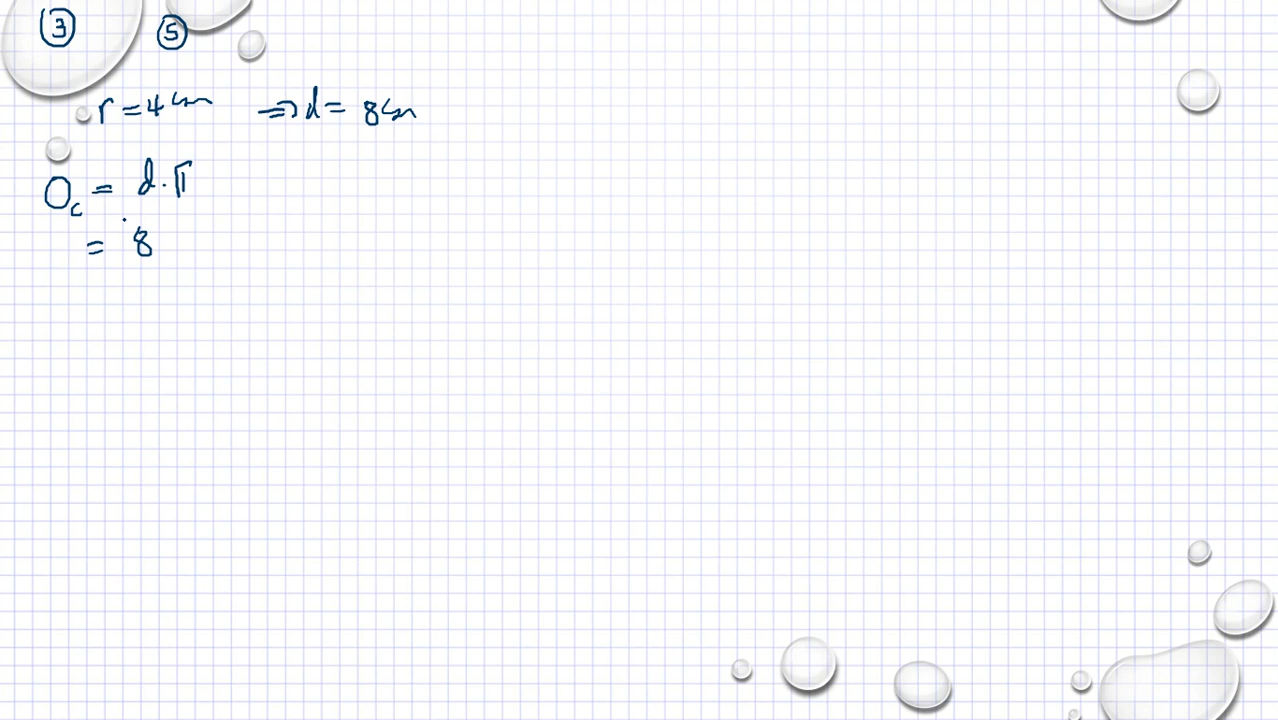 ③ ⑤
r = 4cm ⇒ d = 8cm
O_c = d · π
= 8